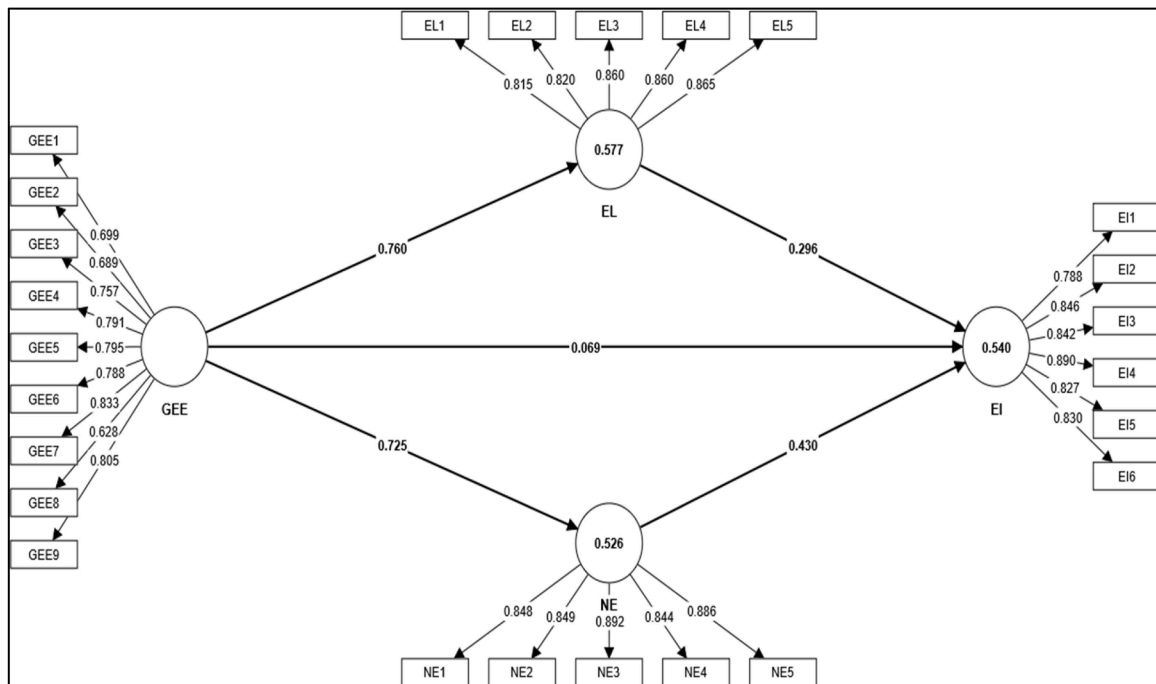 EL1 EL2 EL3 EL4 EL5
0.815 0.820 0.860 0.860 0.865
0.577
EL
GEE1
GEE2
GEE3
GEE4
GEE5
GEE6
GEE7
GEE8
GEE9
0.699
0.689
0.757
0.791
0.795
0.788
0.833
0.628
0.805
GEE
0.760
0.069
0.725
0.296
0.430
0.540
EI
0.788
0.846
0.842
0.890
0.827
0.830
EI1
EI2
EI3
EI4
EI5
EI6
0.526
NE
0.848 0.849 0.892 0.844 0.886
NE1 NE2 NE3 NE4 NE5